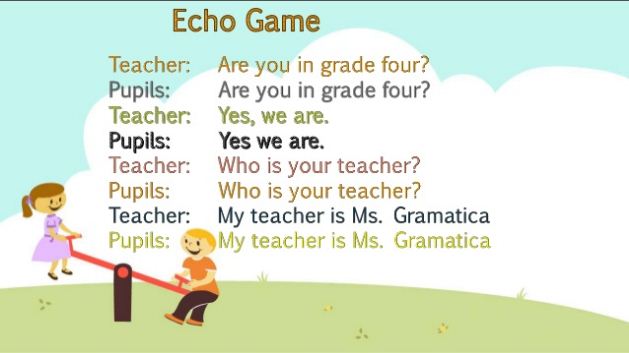 Echo Game
Teacher: Are you in grade four?
Pupils: Are you in grade four?
Teacher: Yes, we are.
Pupils: Yes we are.
Teacher: Who is your teacher?
Pupils: Who is your teacher?
Teacher: My teacher is Ms. Gramatica
Pupils: My teacher is Ms. Gramatica